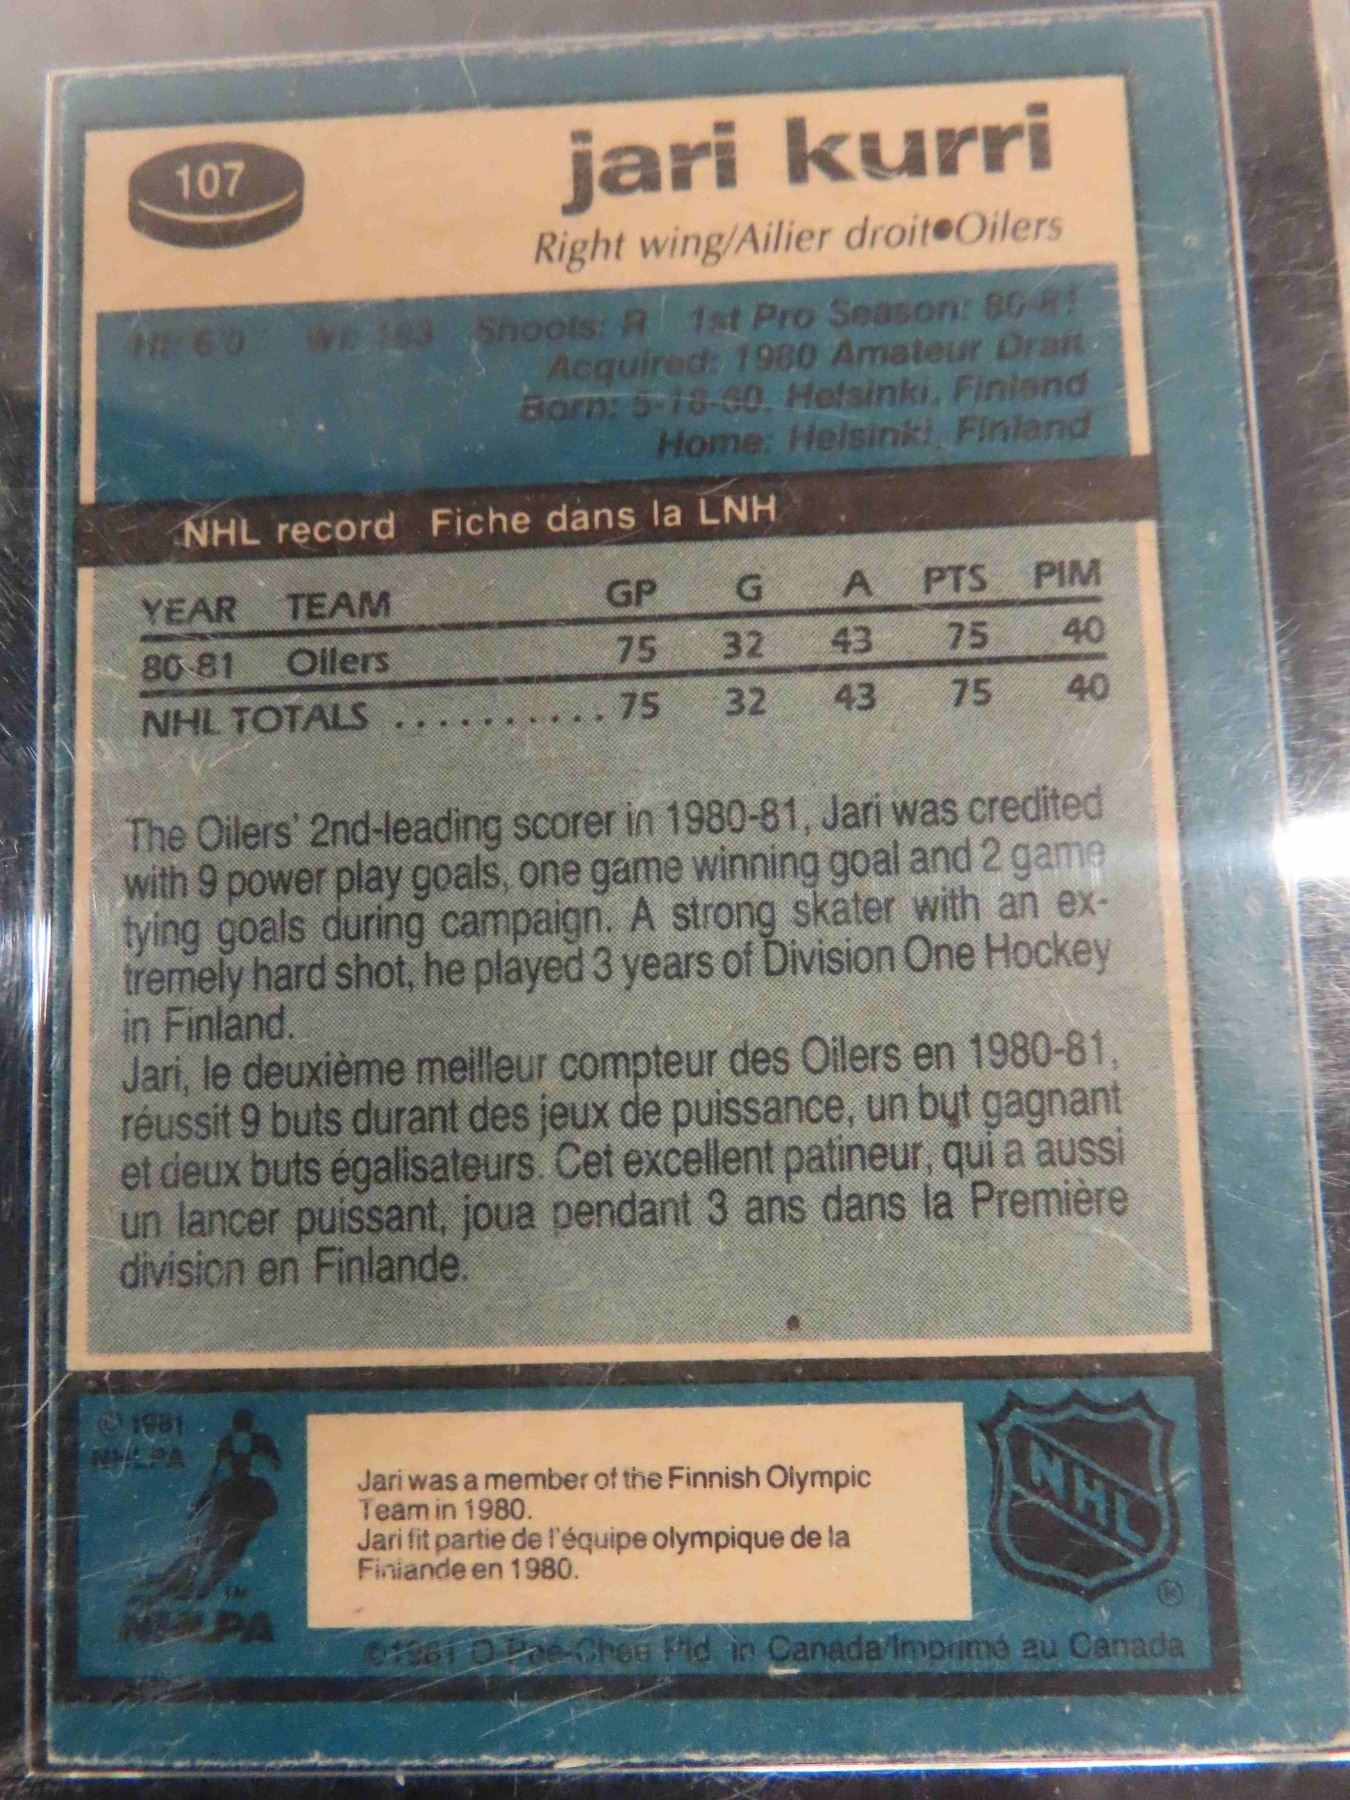 107
jari kurri
Right wing/Ailier droit•Oilers
Ht: 6'0" Wt: 183 Shoots: R 1st Pro Season: 80-81
Acquired: 1980 Amateur Draft
Born: 5-18-60, Helsinki, Finland
Home: Helsinki, Finland
NHL record Fiche dans la LNH
YEAR TEAM GP G A PTS PIM
80-81 Oilers 75 32 43 75 40
NHL TOTALS .......... 75 32 43 75 40
The Oilers' 2nd-leading scorer in 1980-81, Jari was credited
with 9 power play goals, one game winning goal and 2 game
tying goals during campaign. A strong skater with an ex-
tremely hard shot, he played 3 years of Division One Hockey
in Finland.
Jari, le deuxième meilleur compteur des Oilers en 1980-81,
réussit 9 buts durant des jeux de puissance, un but gagnant
et deux buts égalisateurs. Cet excellent patineur, qui a aussi
un lancer puissant, joua pendant 3 ans dans la Première
division en Finlande.
© 1981
NHLPA
TM
NHLPA
Jari was a member of the Finnish Olympic
Team in 1980.
Jari fit partie de l'équipe olympique de la
Finlande en 1980.
NHL
®
©1981 O-Pee-Chee Ptd. in Canada/Imprimé au Canada